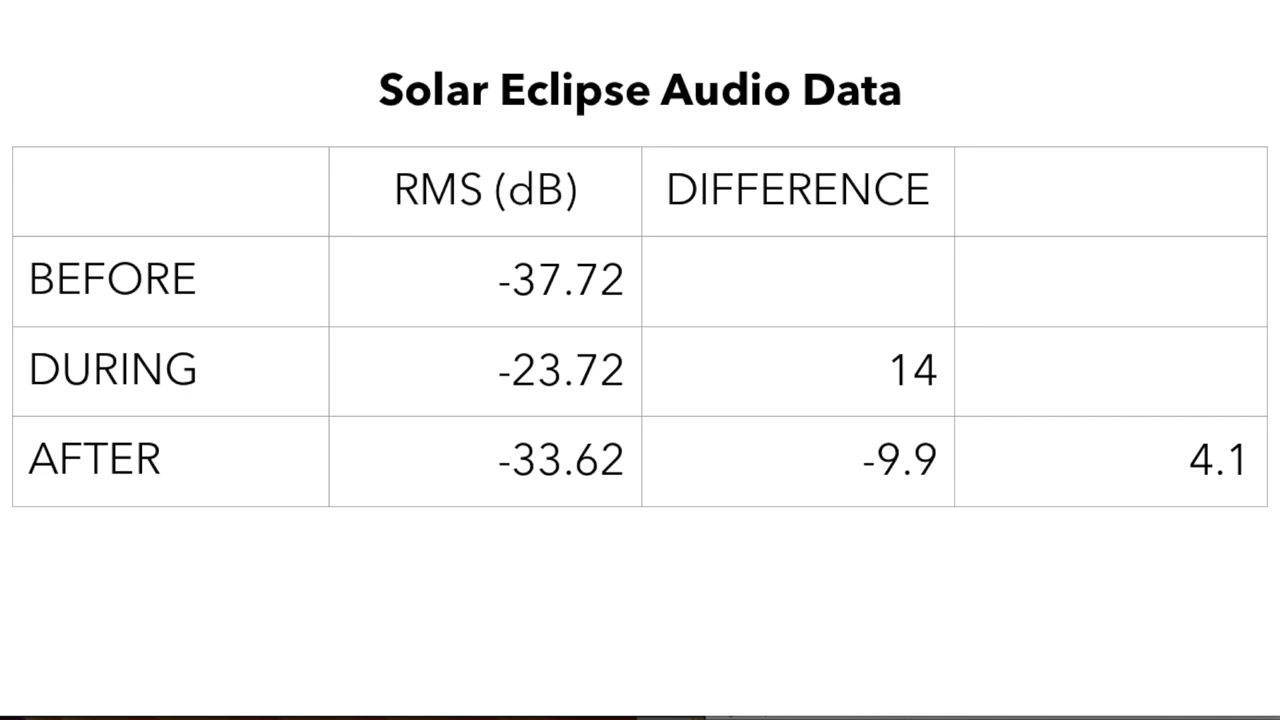 Solar Eclipse Audio Data
RMS (dB) DIFFERENCE
BEFORE -37.72
DURING -23.72 14
AFTER -33.62 -9.9 4.1